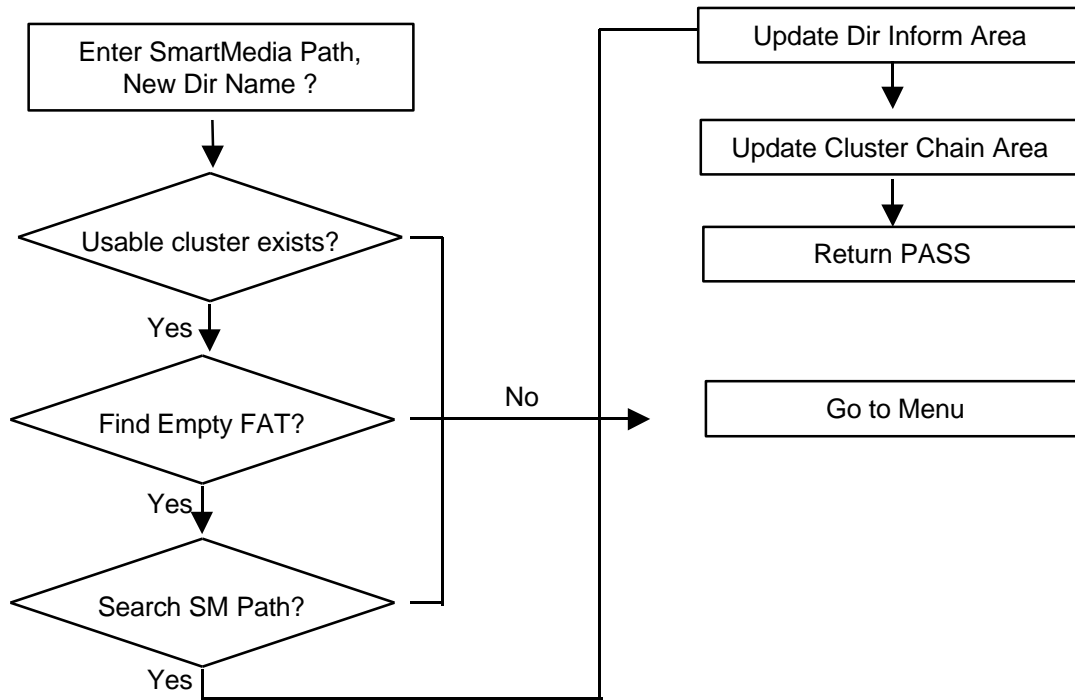 Enter SmartMedia Path,
New Dir Name ?
Usable cluster exists?
Yes
Find Empty FAT?
Yes
Search SM Path?
Yes
No
Update Dir Inform Area
Update Cluster Chain Area
Return PASS
Go to Menu